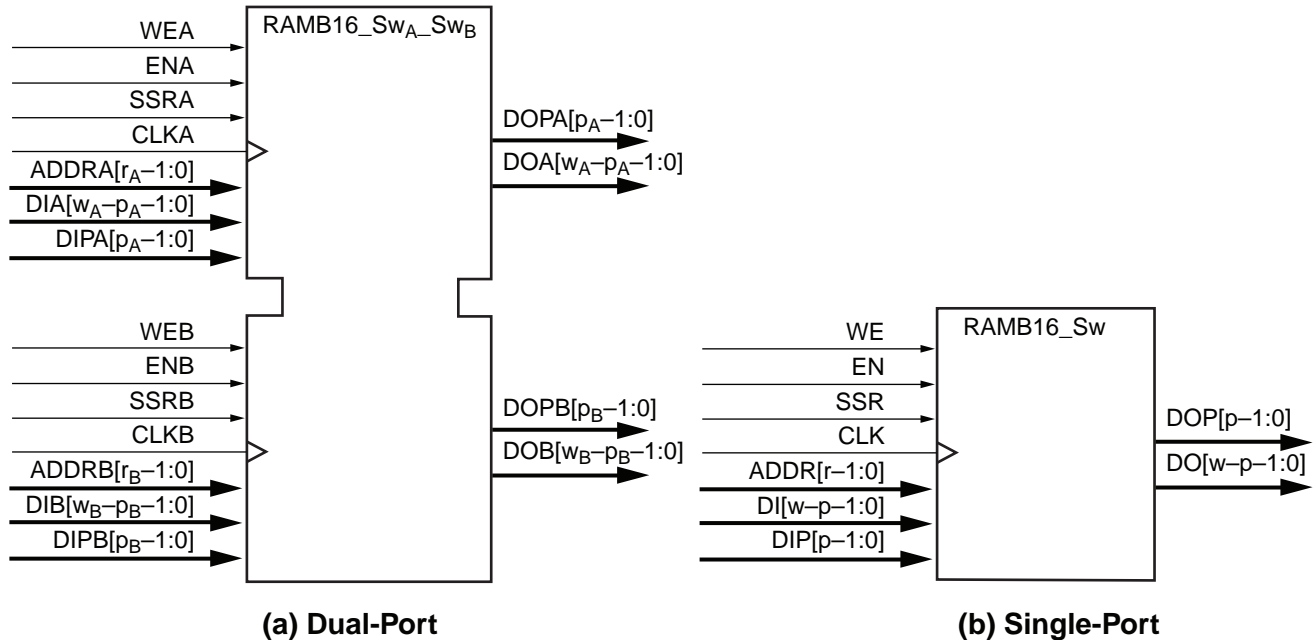 RAMB16_SwA_SwB
WEA
ENA
SSRA
CLKA
ADDRA[rA–1:0]
DIA[wA–pA–1:0]
DIPA[pA–1:0]
DOPA[pA–1:0]
DOA[wA–pA–1:0]
WEB
ENB
SSRB
CLKB
ADDRB[rB–1:0]
DIB[wB–pB–1:0]
DIPB[pB–1:0]
DOPB[pB–1:0]
DOB[wB–pB–1:0]
(a) Dual-Port
RAMB16_Sw
WE
EN
SSR
CLK
ADDR[r–1:0]
DI[w–p–1:0]
DIP[p–1:0]
DOP[p–1:0]
DO[w–p–1:0]
(b) Single-Port